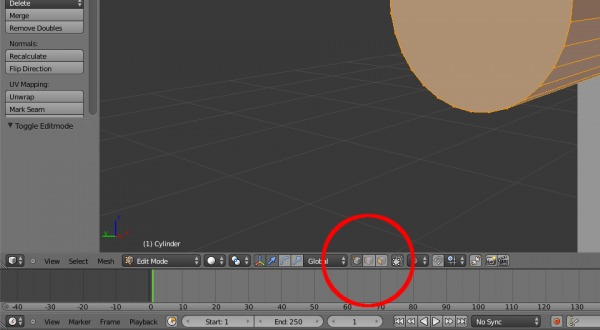 Delete
Merge
Remove Doubles
Normals:
Recalculate
Flip Direction
UV Mapping:
Unwrap
Mark Seam
Toggle Editmode
(1) Cylinder
View Select Mesh Edit Mode Global
-40 -30 -20 -10 0 10 20 30 40 50 60 70 80 90 100 110 120 130
View Marker Frame Playback Start: 1 End: 250 1 No Sync